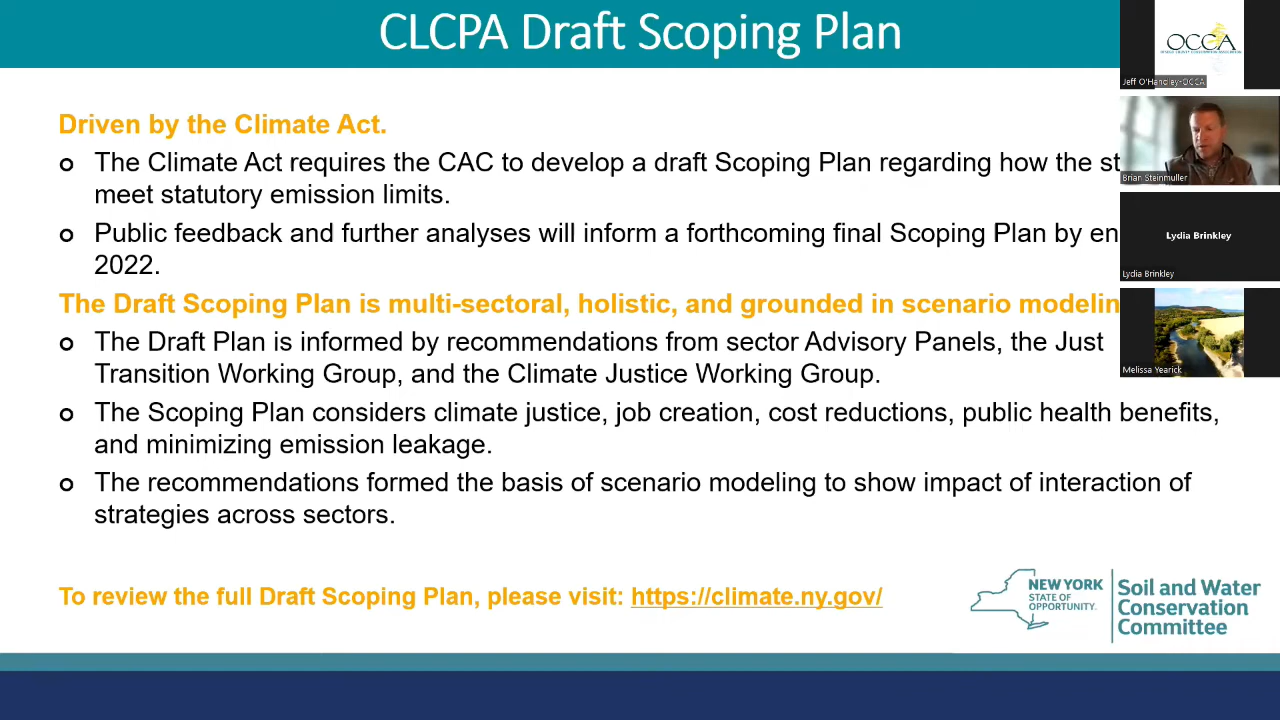 CLCPA Draft Scoping Plan
Driven by the Climate Act.
The Climate Act requires the CAC to develop a draft Scoping Plan regarding how the st
meet statutory emission limits.
Public feedback and further analyses will inform a forthcoming final Scoping Plan by en
2022.
The Draft Scoping Plan is multi-sectoral, holistic, and grounded in scenario modelin
The Draft Plan is informed by recommendations from sector Advisory Panels, the Just
Transition Working Group, and the Climate Justice Working Group.
The Scoping Plan considers climate justice, job creation, cost reductions, public health benefits,
and minimizing emission leakage.
The recommendations formed the basis of scenario modeling to show impact of interaction of
strategies across sectors.
To review the full Draft Scoping Plan, please visit: https://climate.ny.gov/
NEW YORK
STATE OF
OPPORTUNITY.
Soil and Water
Conservation
Committee
OCCA
Jeff O'Handley-OCCA
Brian Steinmuller
Lydia Brinkley
Lydia Brinkley
Melissa Yearick